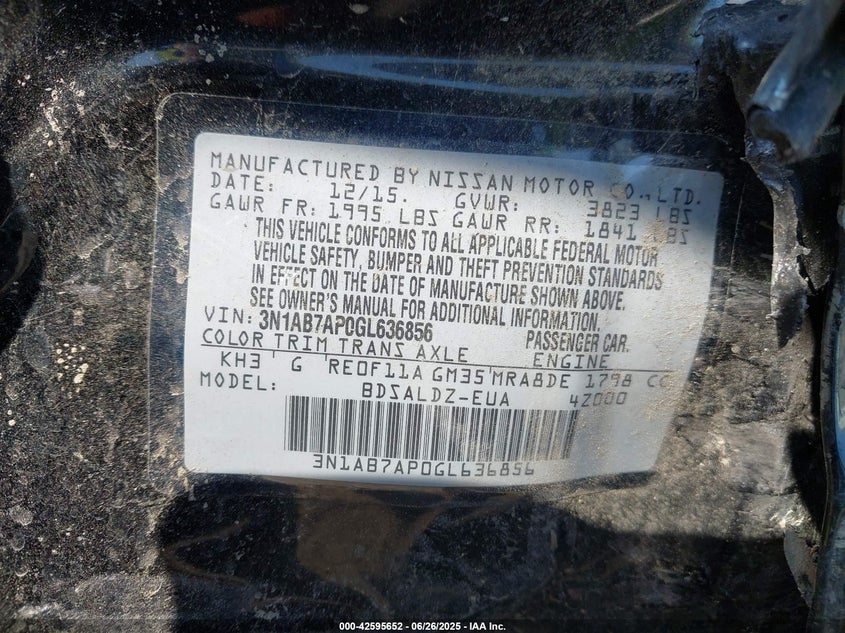 MANUFACTURED BY NISSAN MOTOR CO., LTD.
DATE: 12/15. GVWR: 3823 LBS
GAWR FR: 1995 LBS GAWR RR: 1841 LBS
THIS VEHICLE CONFORMS TO ALL APPLICABLE FEDERAL MOTOR
VEHICLE SAFETY, BUMPER AND THEFT PREVENTION STANDARDS
IN EFFECT ON THE DATE OF MANUFACTURE SHOWN ABOVE.
SEE OWNER'S MANUAL FOR ADDITIONAL INFORMATION.
VIN: 3N1AB7AP0GL636856 PASSENGER CAR.
COLOR TRIM TRANS AXLE ENGINE
KH3 ' G ' RE0F11A GM35 ' MRA8DE 1798 CC
MODEL: BDSALDZ-EUA 42000
3N1AB7AP0GL636856
000-42595652 | 06/26/2025 - IAA Inc.